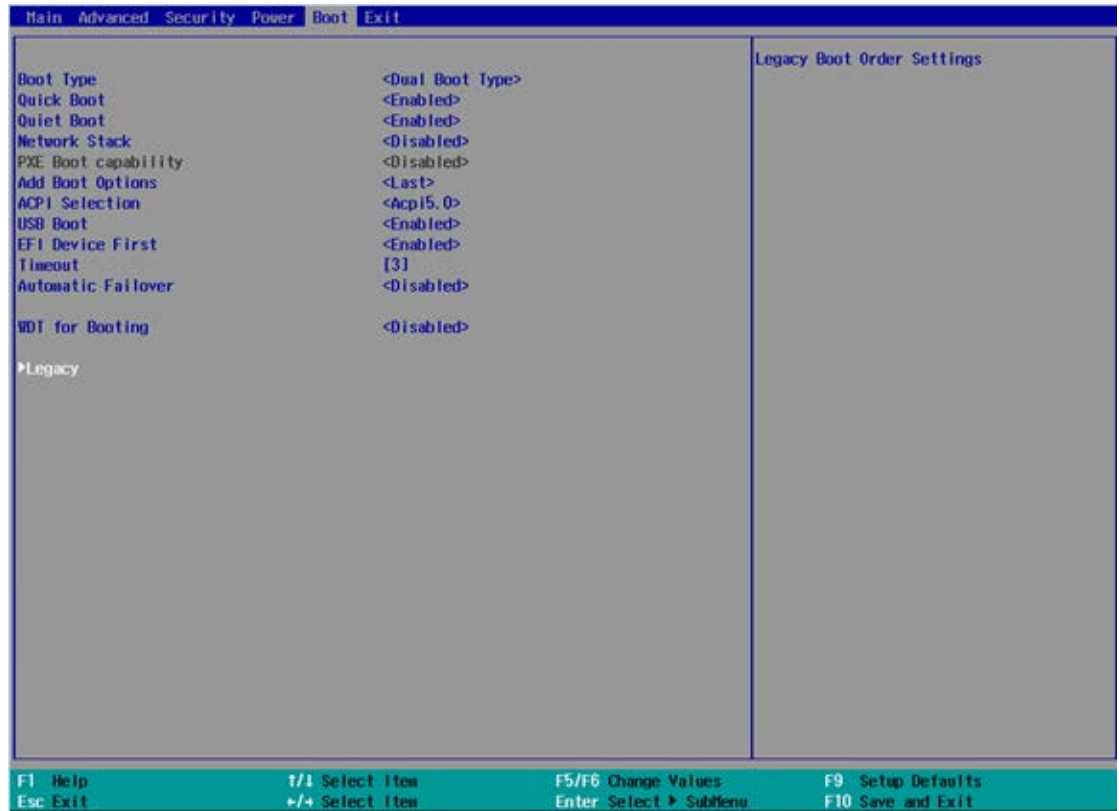 Main Advanced Security Power Boot Exit
Legacy Boot Order Settings
Boot Type <Dual Boot Type>
Quick Boot <Enabled>
Quiet Boot <Enabled>
Network Stack <Disabled>
PXE Boot capability <Disabled>
Add Boot Options <Last>
ACPI Selection <Acpi5.0>
USB Boot <Enabled>
EFI Device First <Enabled>
Timeout [3]
Automatic Failover <Disabled>
WDT for Booting <Disabled>
▶Legacy
F1 Help ↑/↓ Select Item F5/F6 Change Values F9 Setup Defaults
Esc Exit ←/→ Select Item Enter Select ▶ SubMenu F10 Save and Exit